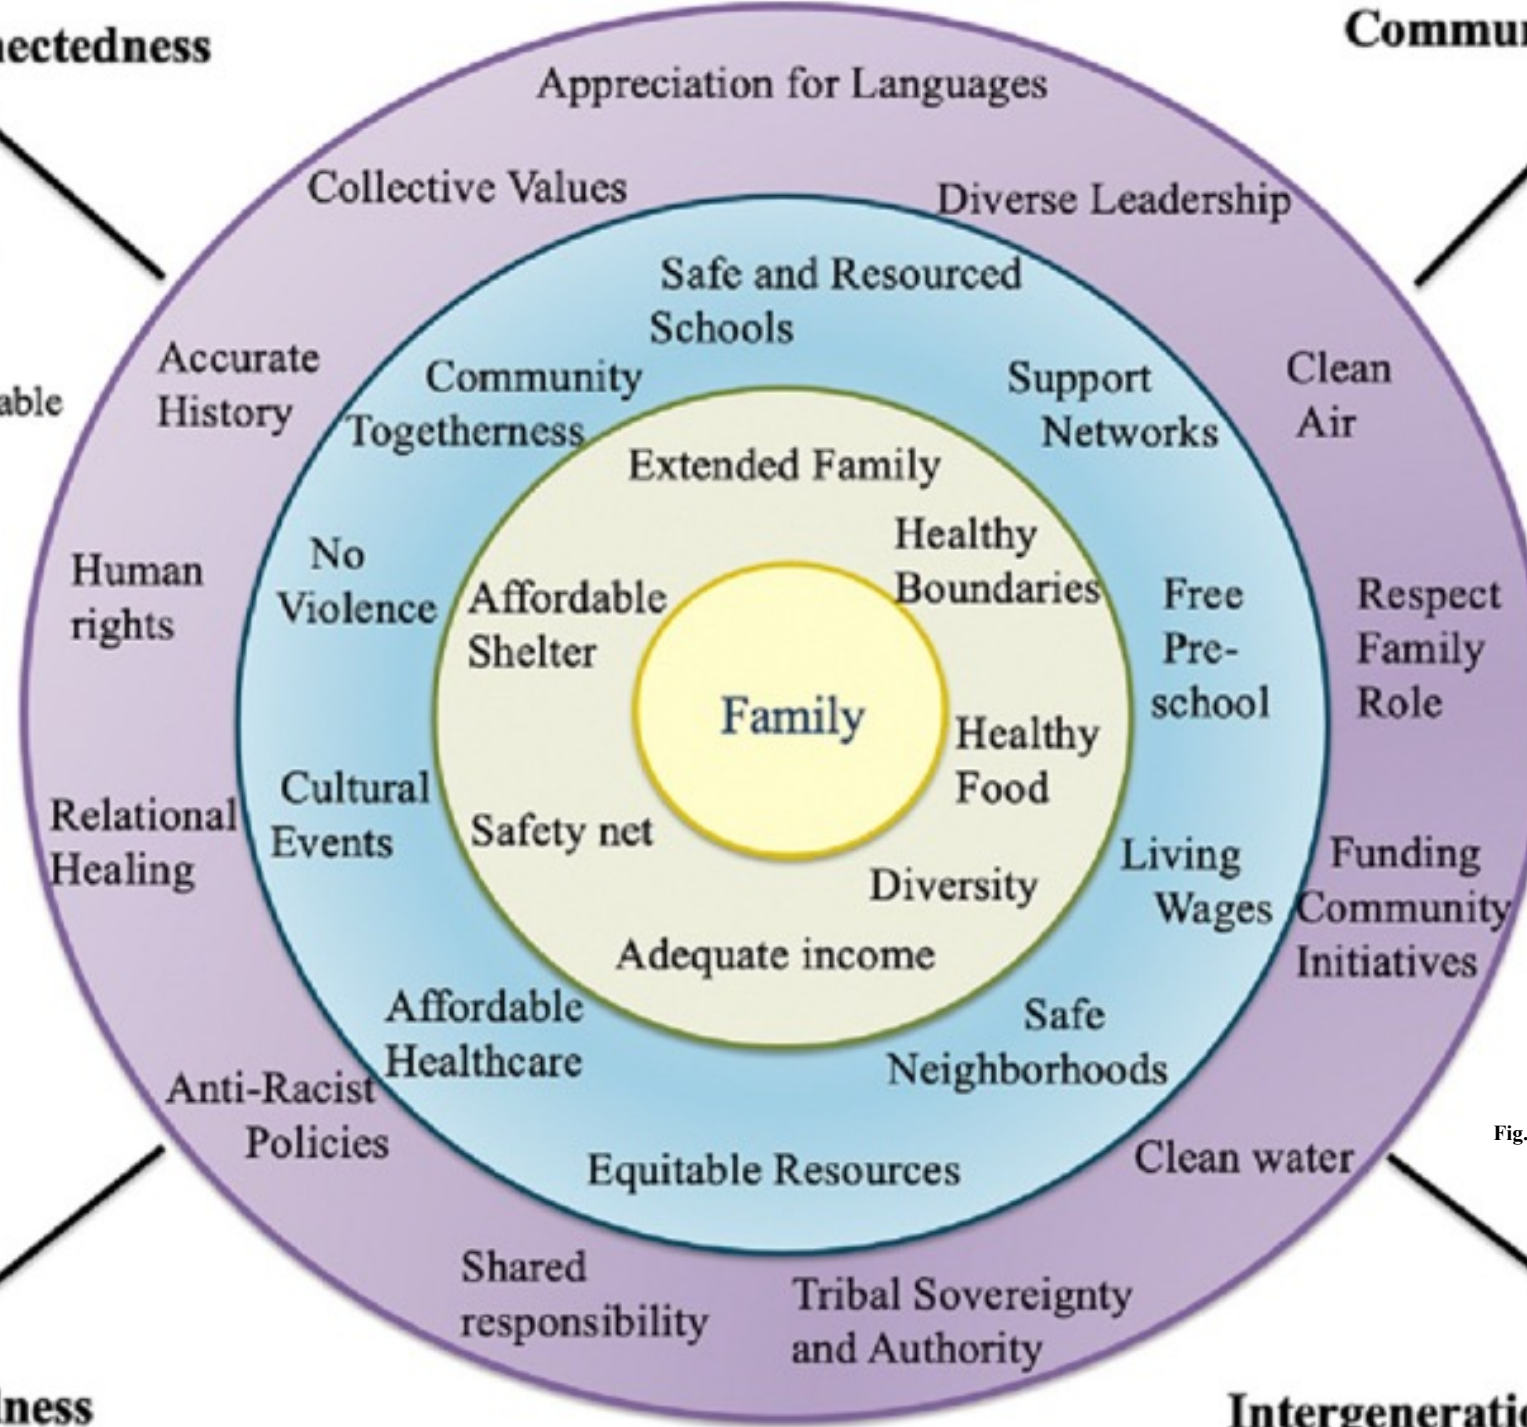 nectedness
Commun
Appreciation for Languages
Collective Values
Diverse Leadership
Safe and Resourced
Schools
Accurate
History
Community
Togetherness
Support
Networks
Clean
Air
able
Extended Family
Healthy
Boundaries
No
Violence
Human
rights
Affordable
Shelter
Free
Pre-
school
Respect
Family
Role
Family
Healthy
Food
Cultural
Events
Relational
Healing
Safety net
Diversity
Living
Wages
Funding
Community
Initiatives
Adequate income
Affordable
Healthcare
Safe
Neighborhoods
Anti-Racist
Policies
Equitable Resources
Clean water
Fig.
Shared
responsibility
Tribal Sovereignty
and Authority
lness
Intergeneratio